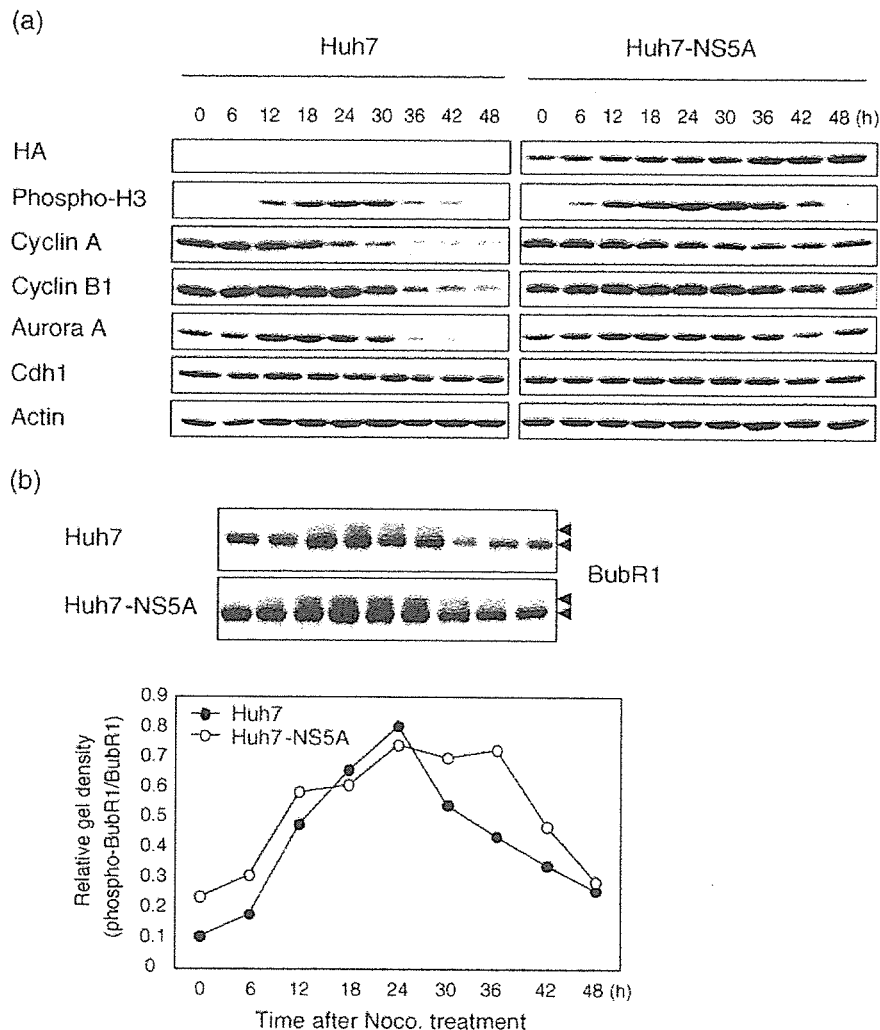 (a)
Huh7 Huh7-NS5A
0 6 12 18 24 30 36 42 48 0 6 12 18 24 30 36 42 48 (h)
HA
Phospho-H3
Cyclin A
Cyclin B1
Aurora A
Cdh1
Actin
(b)
Huh7
BubR1
Huh7-NS5A
0.9
0.8
0.7
0.6
0.5
0.4
0.3
0.2
0.1
0
Huh7
Huh7-NS5A
Relative gel density
(phospho-BubR1/BubR1)
0 6 12 18 24 30 36 42 48 (h)
Time after Noco. treatment